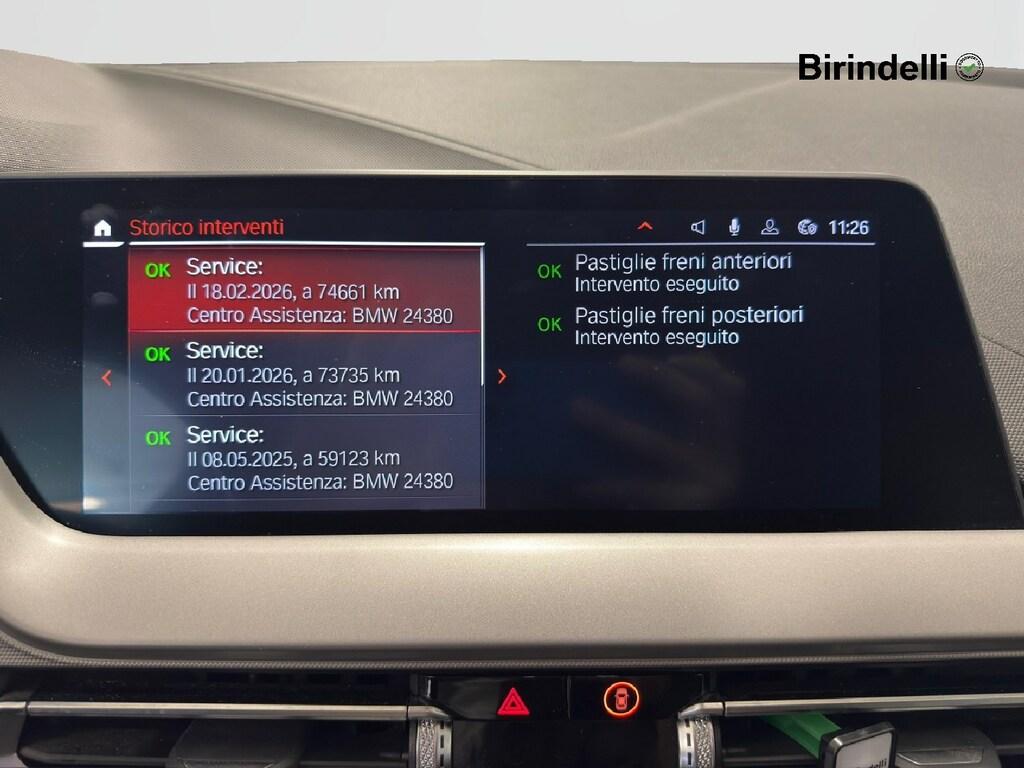 Birindelli
Storico interventi
11:26
OK Service:
Il 18.02.2026, a 74661 km
Centro Assistenza: BMW 24380
OK Service:
Il 20.01.2026, a 73735 km
Centro Assistenza: BMW 24380
OK Service:
Il 08.05.2025, a 59123 km
Centro Assistenza: BMW 24380
OK Pastiglie freni anteriori
Intervento eseguito
OK Pastiglie freni posteriori
Intervento eseguito